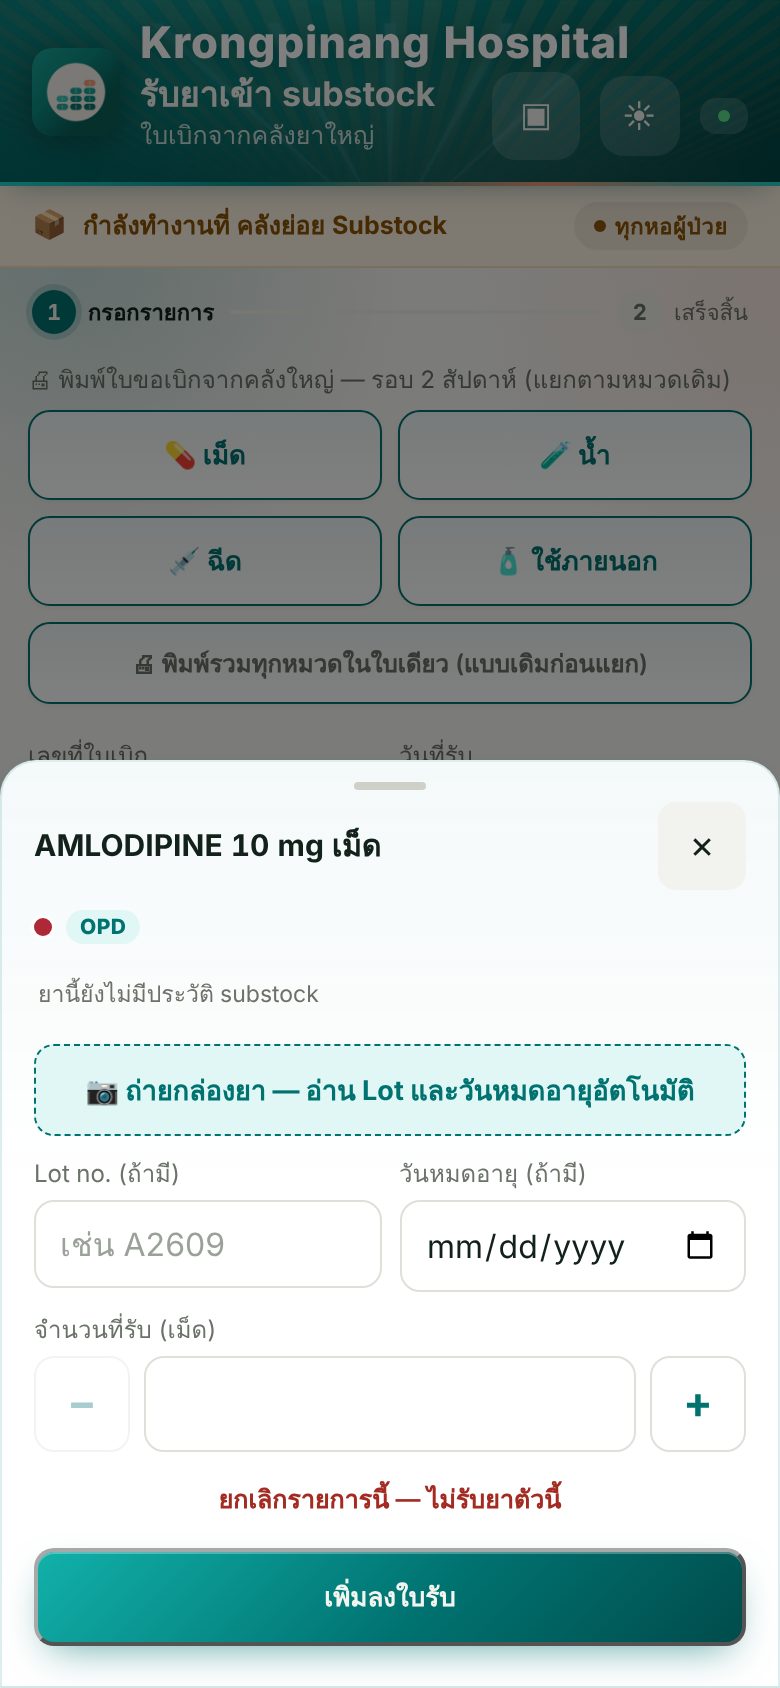 Krongpinang Hospital
รับยาเข้า substock
ใบเบิกจากคลังยาใหญ่
กำลังทำงานที่ คลังย่อย Substock
ทุกหอผู้ป่วย
1 กรอกรายการ
2 เสร็จสิ้น
พิมพ์ใบขอเบิกจากคลังใหญ่ — รอบ 2 สัปดาห์ (แยกตามหมวดเดิม)
เม็ด
น้ำ
ฉีด
ใช้ภายนอก
พิมพ์รวมทุกหมวดในใบเดียว (แบบเดิมก่อนแยก)
เลขที่ใบเบิก
วันที่รับ
AMLODIPINE 10 mg เม็ด
OPD
ยานี้ยังไม่มีประวัติ substock
ถ่ายกล่องยา — อ่าน Lot และวันหมดอายุอัตโนมัติ
Lot no. (ถ้ามี)
วันหมดอายุ (ถ้ามี)
เช่น A2609
mm/dd/yyyy
จำนวนที่รับ (เม็ด)
ยกเลิกรายการนี้ — ไม่รับยาตัวนี้
เพิ่มลงใบรับ